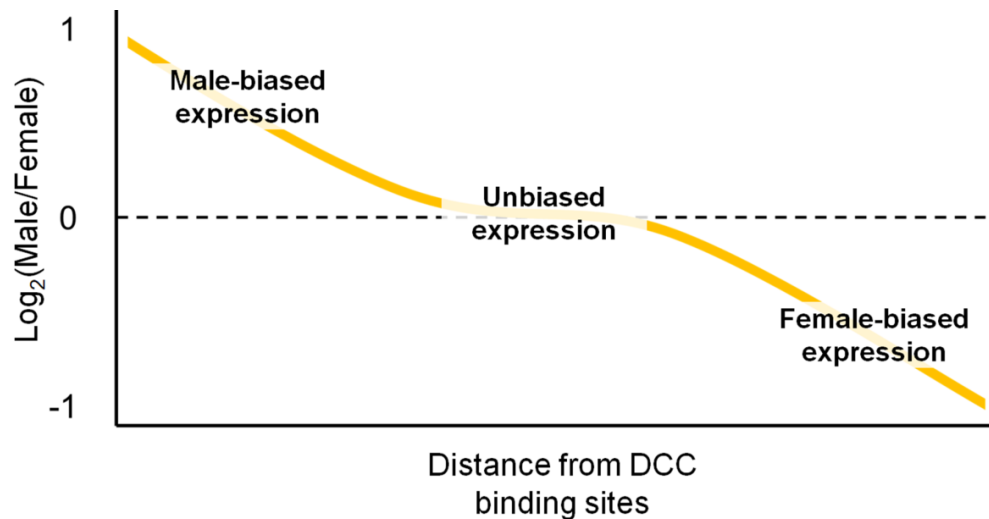 1
Male-biased
expression
Unbiased
expression
0
Log₂(Male/Female)
Female-biased
expression
-1
Distance from DCC
binding sites